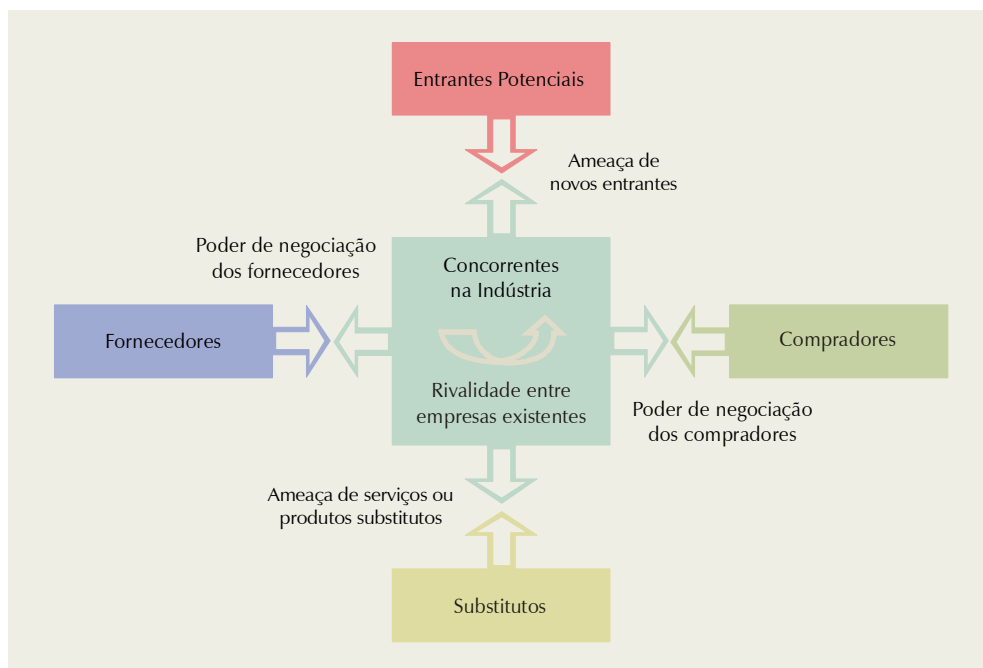 Entrantes Potenciais
Ameaça de
novos entrantes
Poder de negociação
dos fornecedores
Concorrentes
na Indústria
Fornecedores
Compradores
Rivalidade entre
empresas existentes
Poder de negociação
dos compradores
Ameaça de serviços ou
produtos substitutos
Substitutos